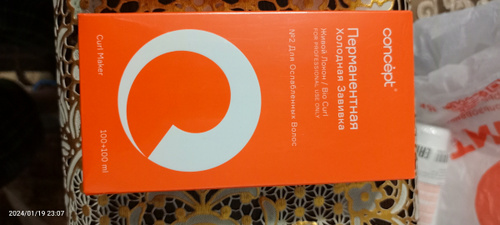 concept
Перманентная
Холодная Завивка
Живой Локон / Bio Curl
FOR PROFESSIONAL USE ONLY
№2 Для Ослабленных Волос
Curl Maker
100+100 ml
2024/01/19 23:07